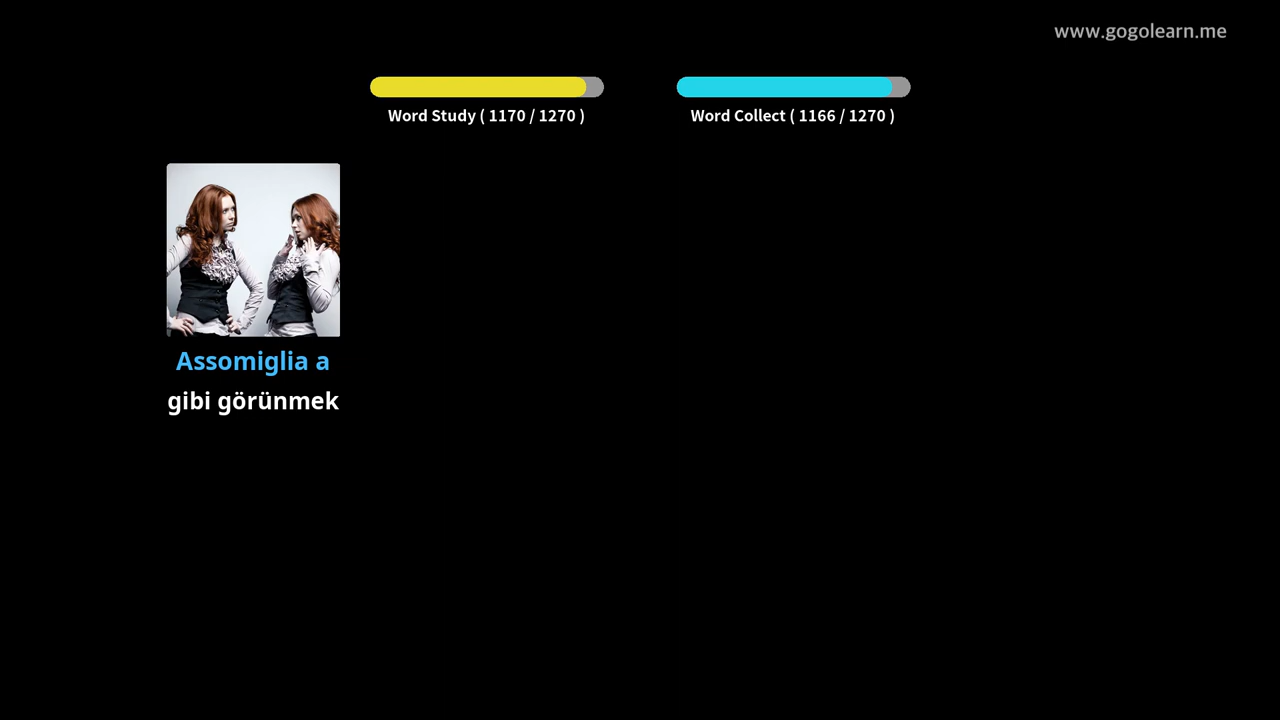 www.gogolearn.me
Word Study ( 1170 / 1270 )
Word Collect ( 1166 / 1270 )
Assomiglia a
gibi görünmek